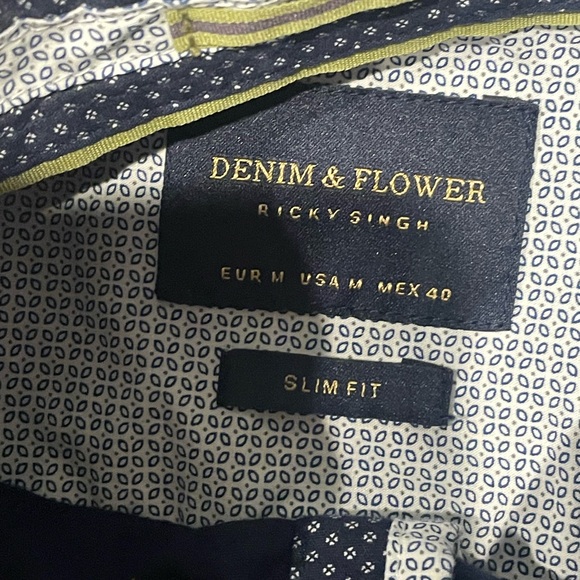 DENIM & FLOWER
RICKY SINGH
EUR M USA M MEX 40
SLIM FIT